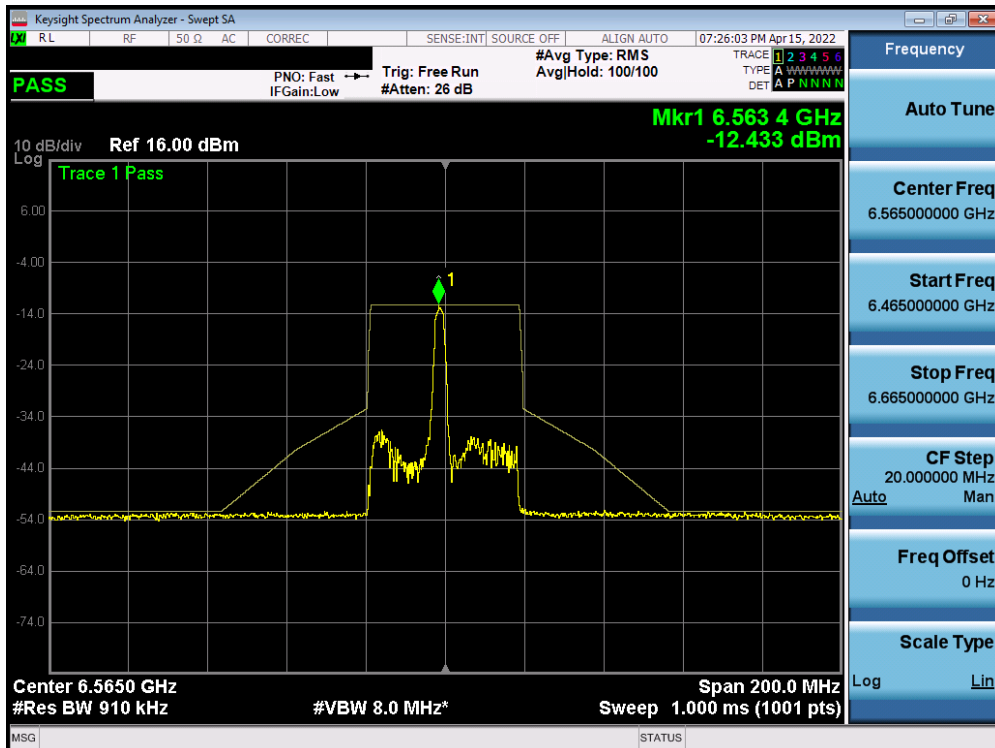 Keysight Spectrum Analyzer - Swept SA
LXI RL RF 50 Ω AC CORREC SENSE:INT SOURCE OFF ALIGN AUTO 07:26:03 PM Apr 15, 2022
PASS
PNO: Fast
IFGain:Low
Trig: Free Run
#Atten: 26 dB
#Avg Type: RMS
Avg|Hold: 100/100
TRACE 1 2 3 4 5 6
TYPE A W W W W W
DET A P N N N N
Mkr1 6.563 4 GHz
-12.433 dBm
10 dB/div Ref 16.00 dBm
Log
Trace 1 Pass
6.00
-4.00
1
-14.0
-24.0
-34.0
-44.0
-54.0
-64.0
-74.0
Center 6.5650 GHz Span 200.0 MHz
#Res BW 910 kHz #VBW 8.0 MHz* Sweep 1.000 ms (1001 pts)
MSG STATUS
Frequency
Auto Tune
Center Freq
6.565000000 GHz
Start Freq
6.465000000 GHz
Stop Freq
6.665000000 GHz
CF Step
20.000000 MHz
Auto Man
Freq Offset
0 Hz
Scale Type
Log Lin